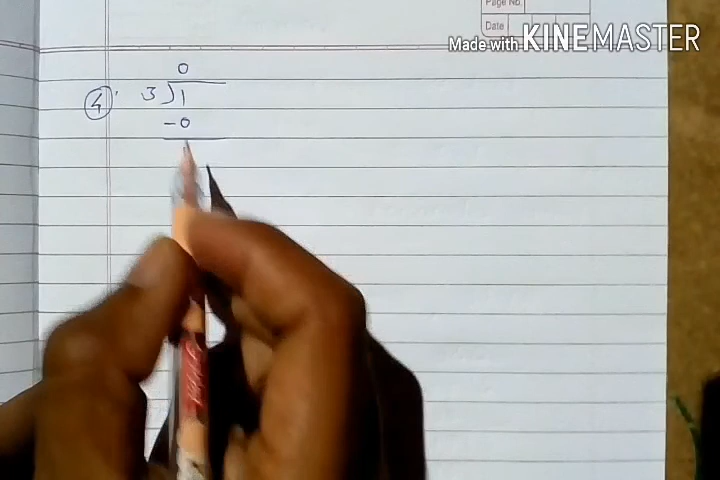 Page No.
Date
Made with KINEMASTER
0
4. 3)1
-0